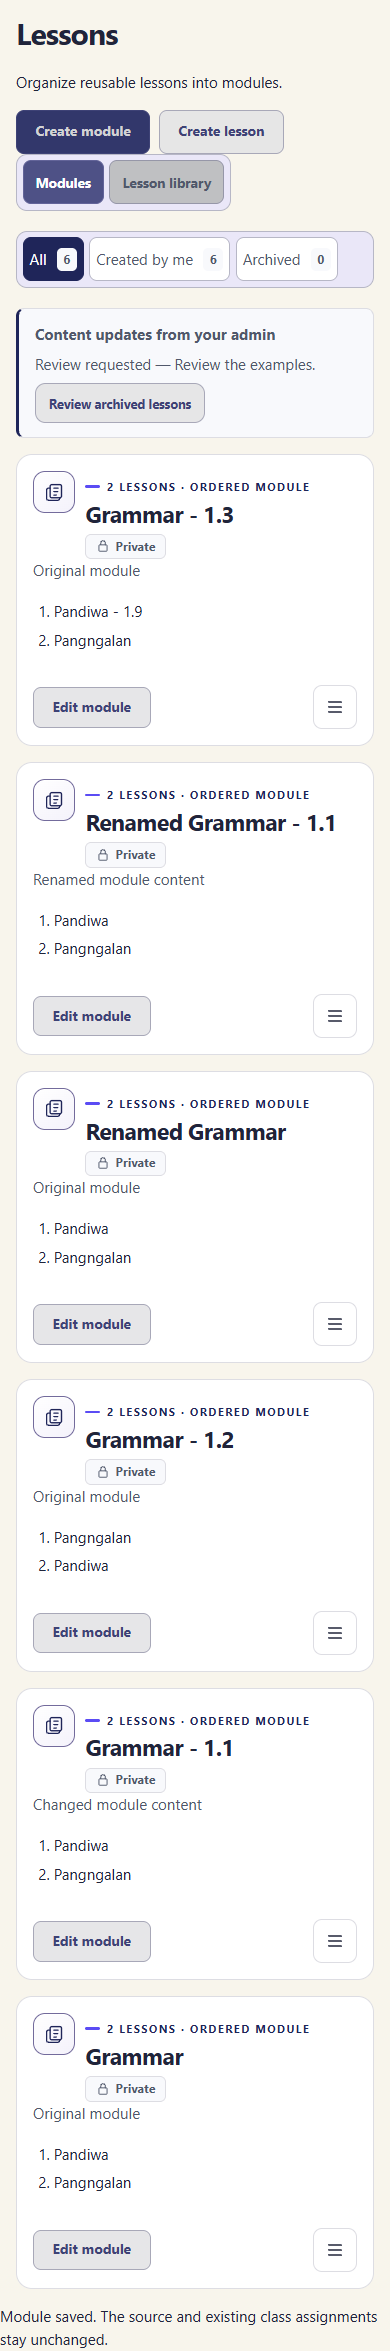 Lessons
Organize reusable lessons into modules.
Create module
Create lesson
Modules
Lesson library
All 6
Created by me 6
Archived 0
Content updates from your admin
Review requested — Review the examples.
Review archived lessons
2 LESSONS · ORDERED MODULE
Grammar - 1.3
Private
Original module
1. Pandiwa - 1.9
2. Pangngalan
Edit module
2 LESSONS · ORDERED MODULE
Renamed Grammar - 1.1
Private
Renamed module content
1. Pandiwa
2. Pangngalan
Edit module
2 LESSONS · ORDERED MODULE
Renamed Grammar
Private
Original module
1. Pandiwa
2. Pangngalan
Edit module
2 LESSONS · ORDERED MODULE
Grammar - 1.2
Private
Original module
1. Pangngalan
2. Pandiwa
Edit module
2 LESSONS · ORDERED MODULE
Grammar - 1.1
Private
Changed module content
1. Pandiwa
2. Pangngalan
Edit module
2 LESSONS · ORDERED MODULE
Grammar
Private
Original module
1. Pandiwa
2. Pangngalan
Edit module
Module saved. The source and existing class assignments
stay unchanged.